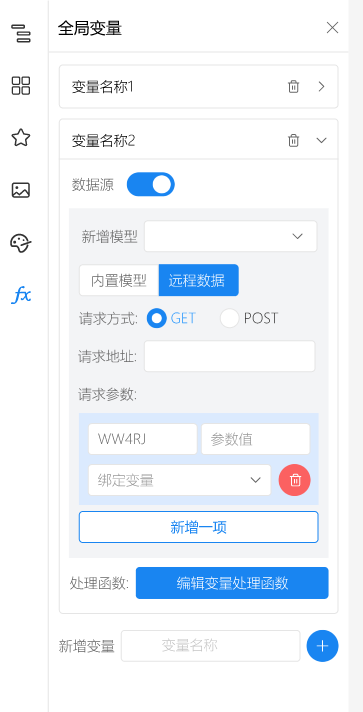 全局变量
变量名称1
变量名称2
数据源
新增模型
内置模型 远程数据
请求方式: GET POST
请求地址:
请求参数:
WW4RJ 参数值
绑定变量
新增一项
处理函数: 编辑变量处理函数
fx
新增变量 变量名称